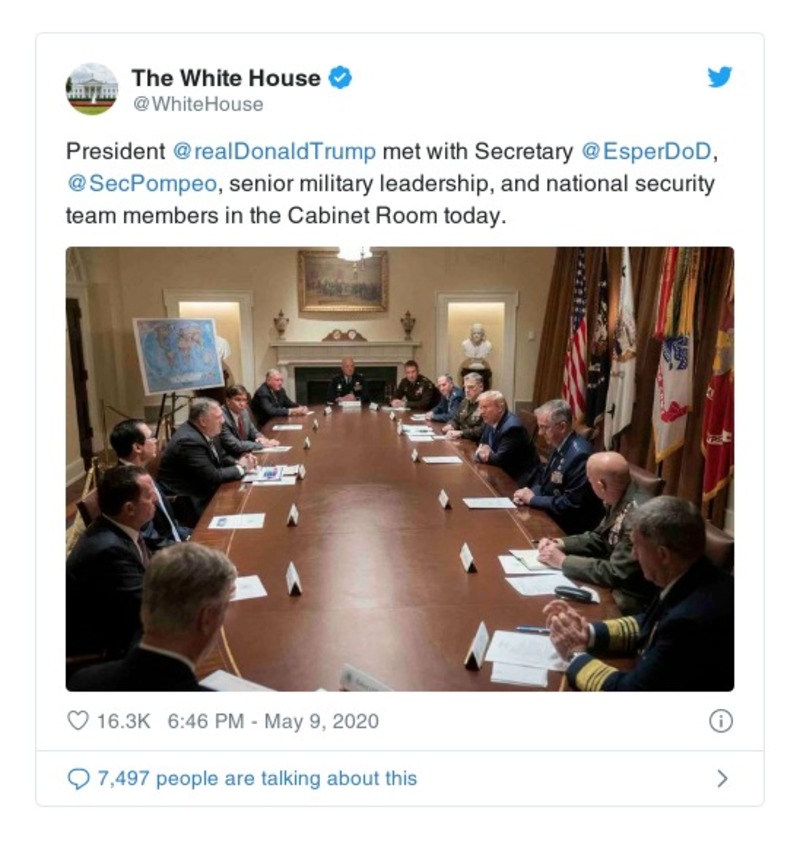 The White House
@WhiteHouse
President @realDonaldTrump met with Secretary @EsperDoD,
@SecPompeo, senior military leadership, and national security
team members in the Cabinet Room today.
16.3K 6:46 PM - May 9, 2020
7,497 people are talking about this